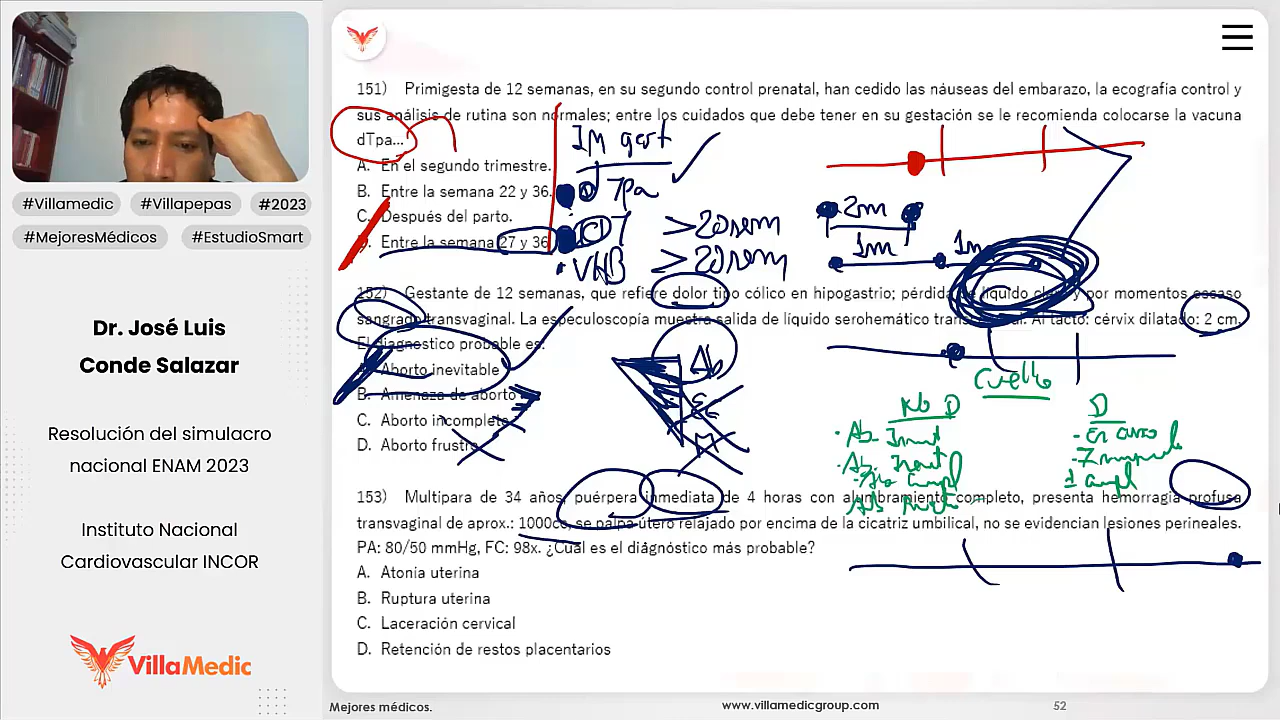 151) Primigesta de 12 semanas, en su segundo control prenatal, han cedido las náuseas del embarazo, la ecografía control y
sus análisis de rutina son normales; entre los cuidados que debe tener en su gestación se le recomienda colocarse la vacuna
dTpa...
A. En el segundo trimestre.
B. Entre la semana 22 y 36.
C. Después del parto.
D. Entre la semana 27 y 36
Im gest
Tpa
T >20 sem
VHB >20 sem
2m
1m 1m
152) Gestante de 12 semanas, que refiere dolor tipo cólico en hipogastrio; pérdida de líquido claro y por momentos escaso
sangrado transvaginal. La especuloscopía muestra salida de líquido serohemático Al tacto: cérvix dilatado: 2 cm.
El diagnostico probable es:
A. Aborto inevitable
B. Amenaza de aborto
C. Aborto incompleto
D. Aborto frustro
Ab
Cuello
No D D
153) Multipara de 34 años, puérpera inmediata de 4 horas con alumbramiento completo, presenta hemorragia profusa
transvaginal de aprox.: 1000cc, se palpa útero relajado por encima de la cicatriz umbilical, no se evidencian lesiones perineales.
PA: 80/50 mmHg, FC: 98x. ¿Cuál es el diagnóstico más probable?
A. Atonia uterina
B. Ruptura uterina
C. Laceración cervical
D. Retención de restos placentarios
#Villamedic #Villapepas #2023
#MejoresMédicos #EstudioSmart
Dr. José Luis
Conde Salazar
Resolución del simulacro
nacional ENAM 2023
Instituto Nacional
Cardiovascular INCOR
VillaMedic
Mejores médicos. www.villamedicgroup.com 52